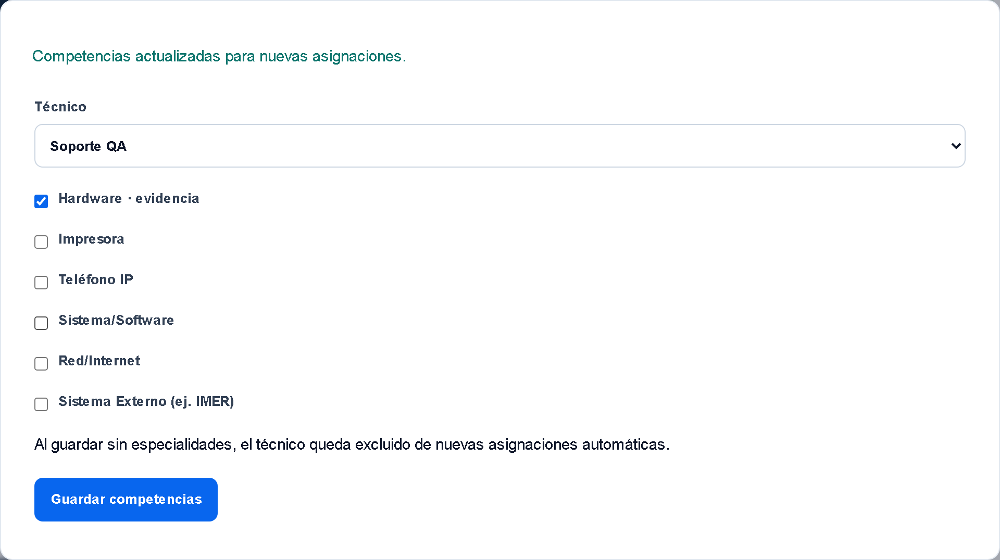 Competencias actualizadas para nuevas asignaciones.
Técnico
Soporte QA
Hardware · evidencia
Impresora
Teléfono IP
Sistema/Software
Red/Internet
Sistema Externo (ej. IMER)
Al guardar sin especialidades, el técnico queda excluido de nuevas asignaciones automáticas.
Guardar competencias